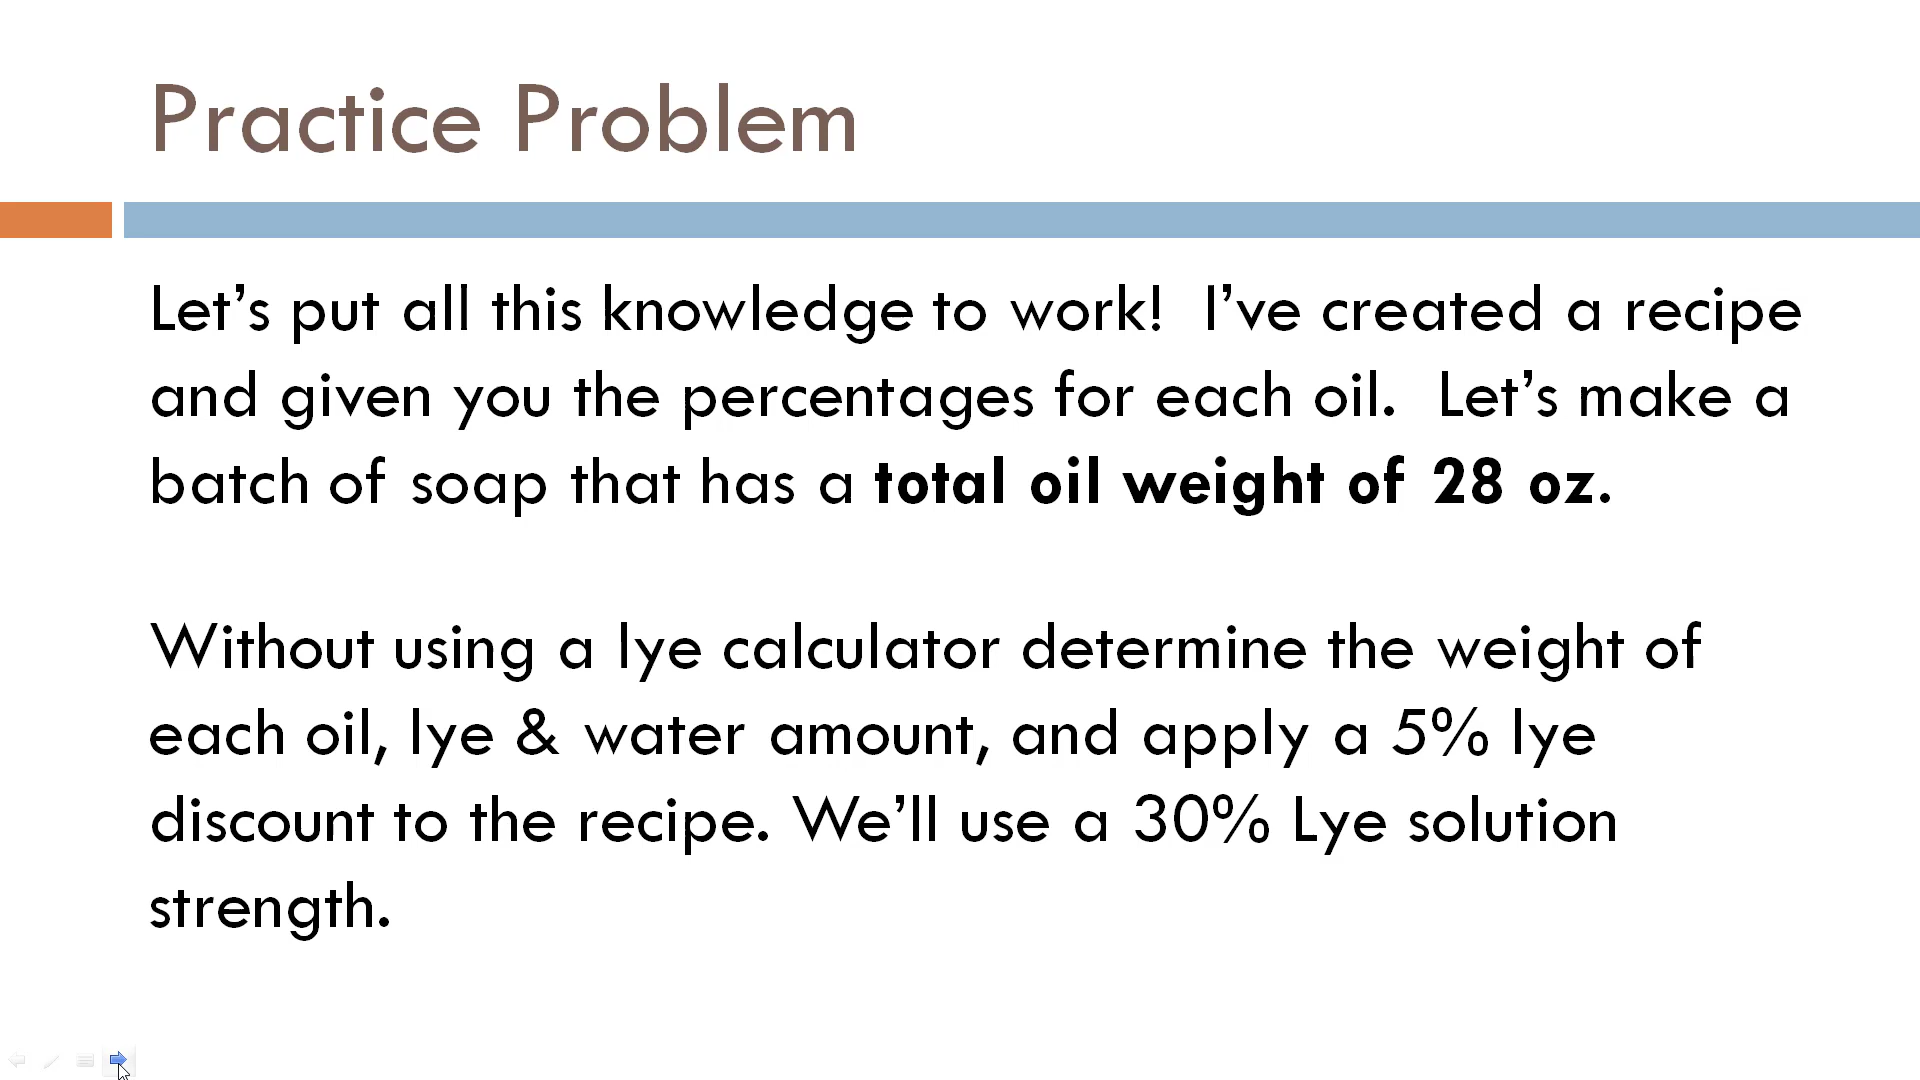 Practice Problem
Let’s put all this knowledge to work!  I’ve created a recipe
and given you the percentages for each oil.  Let’s make a
batch of soap that has a total oil weight of 28 oz.
Without using a lye calculator determine the weight of
each oil, lye & water amount, and apply a 5% lye
discount to the recipe. We’ll use a 30% Lye solution
strength.